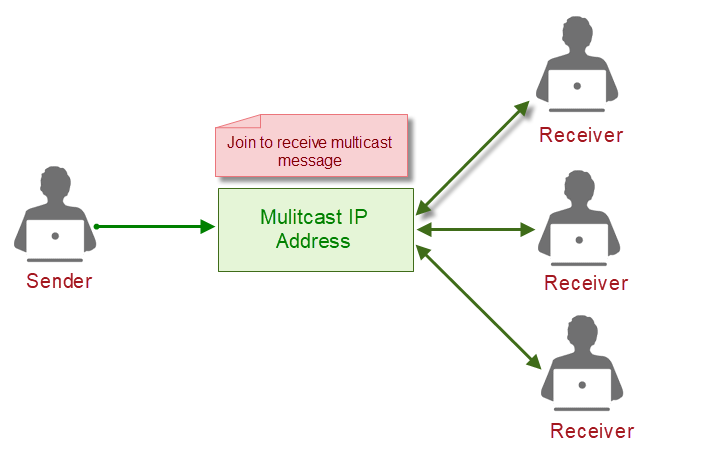 Join to receive multicast
message
Mulitcast IP
Address
Sender
Receiver
Receiver
Receiver